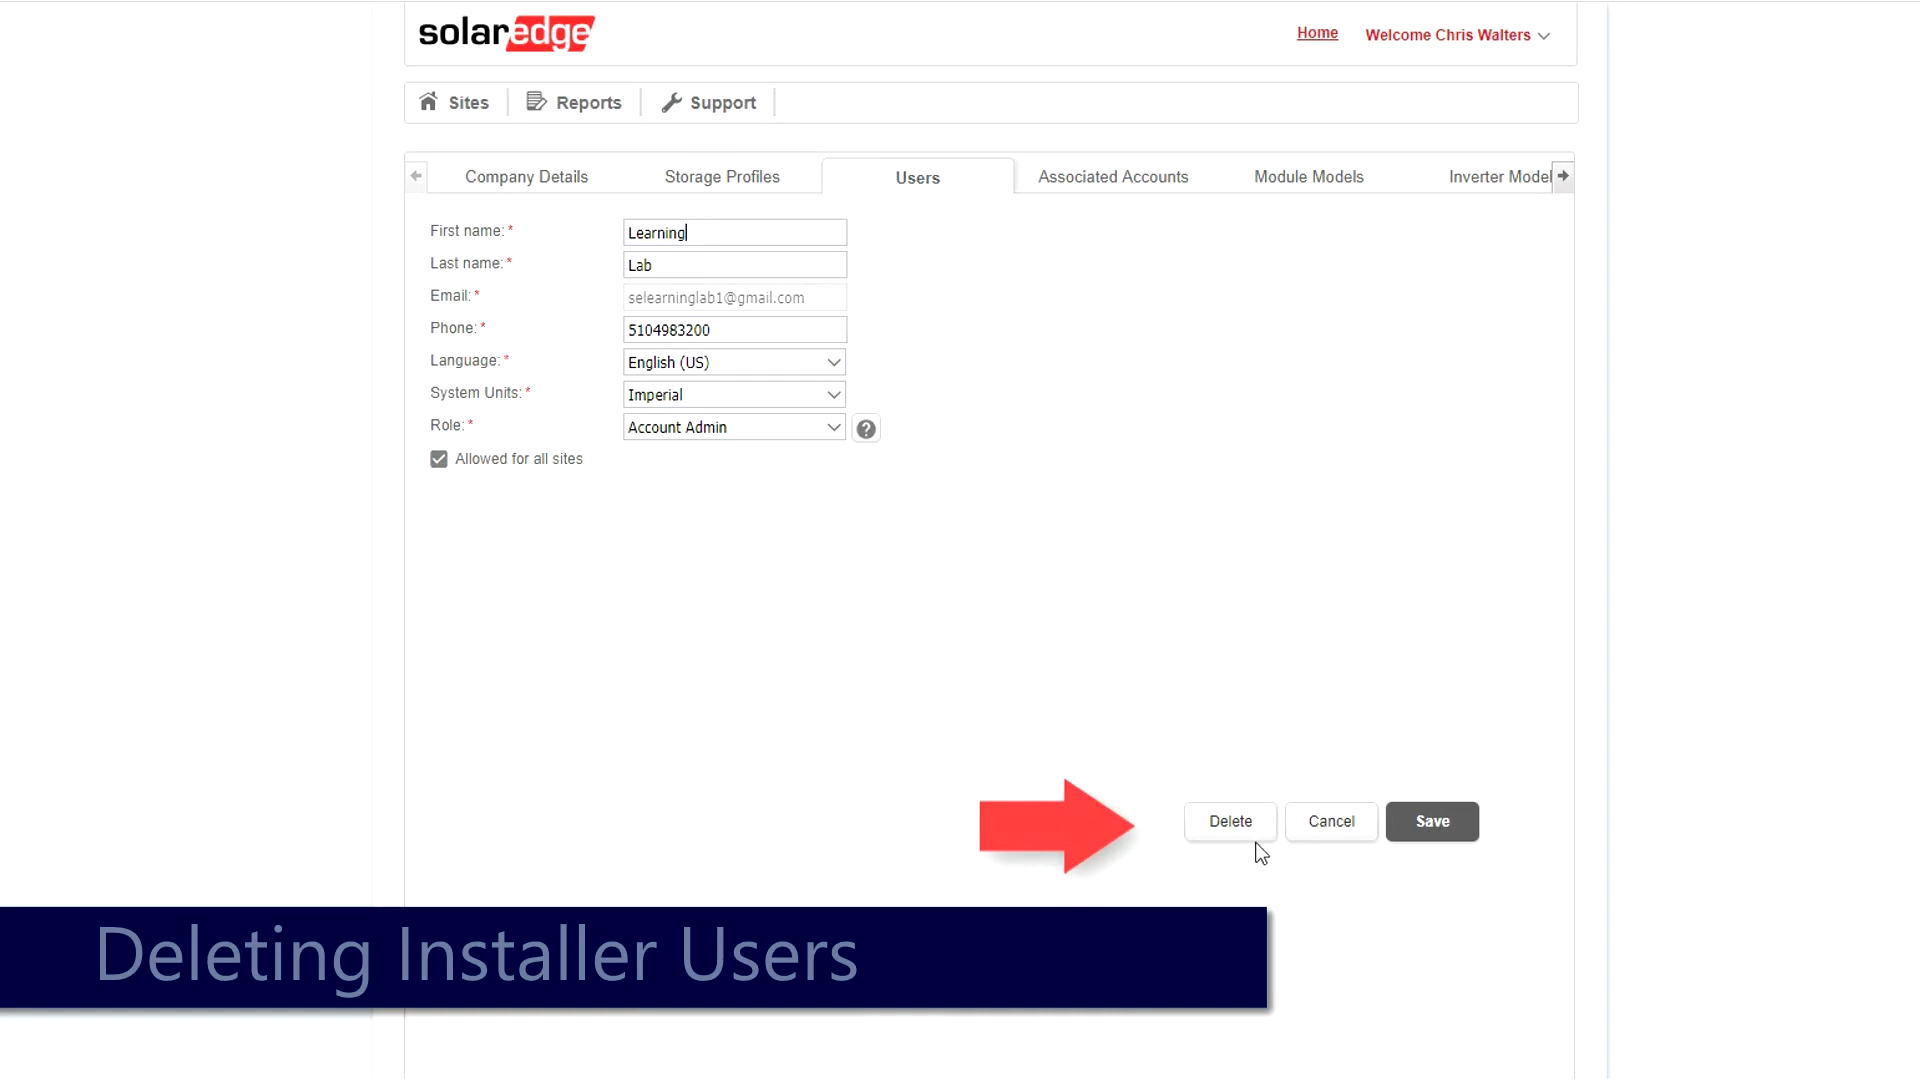 solaredge
Home
Welcome Chris Walters
Sites
Reports
Support
Company Details
Storage Profiles
Users
Associated Accounts
Module Models
Inverter Model
First name: *
Learning
Last name: *
Lab
Email: *
selearninglab1@gmail.com
Phone: *
5104983200
Language: *
English (US)
System Units: *
Imperial
Role: *
Account Admin
?
Allowed for all sites
Delete
Cancel
Save
Deleting Installer Users